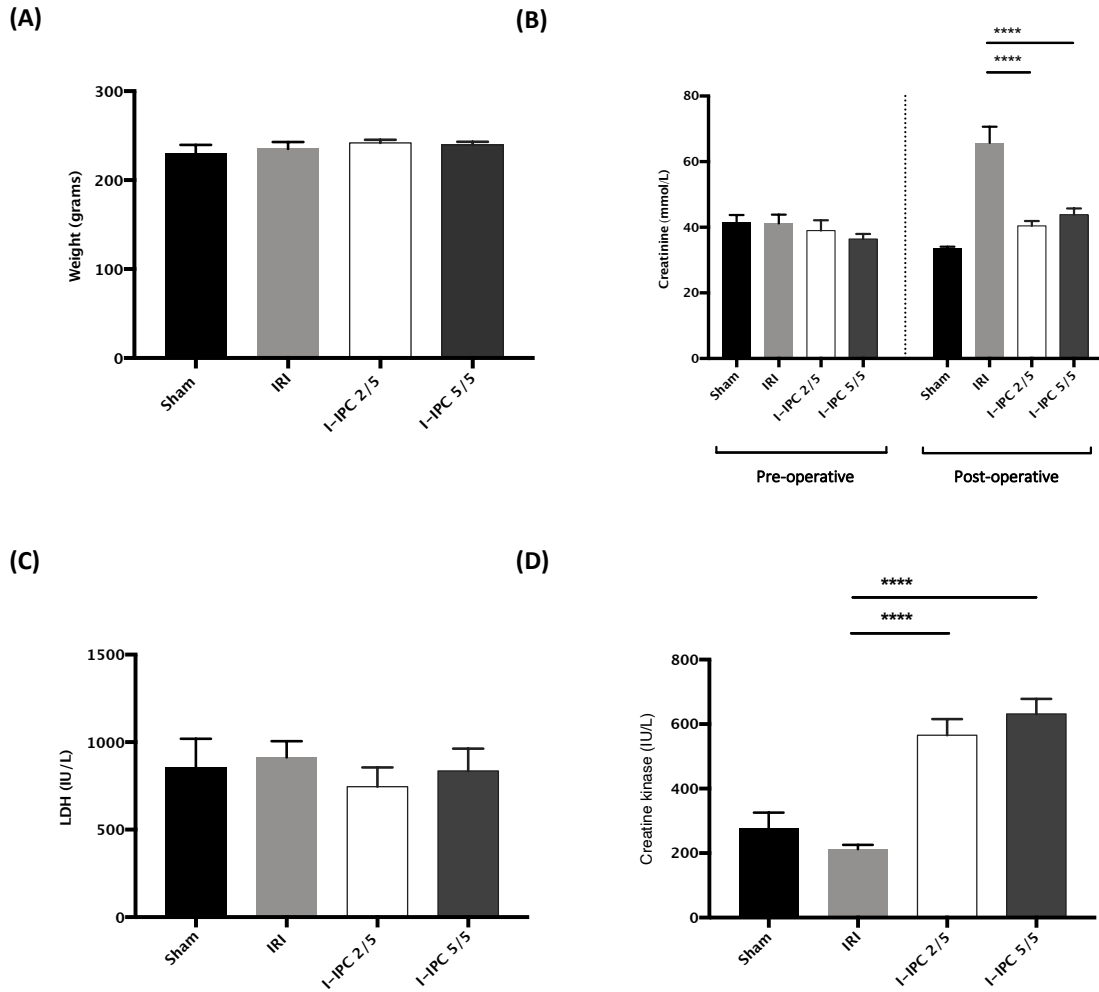 (A)
300
200
100
0
Weight (grams)
Sham
IRI
I-IPC 2/5
I-IPC 5/5
(B)
****
****
80
60
40
20
0
Creatinine (mmol/L)
Sham
IRI
I-IPC 2/5
I-IPC 5/5
Sham
IRI
I-IPC 2/5
I-IPC 5/5
Pre-operative
Post-operative
(C)
1500
1000
500
0
LDH (IU/L)
Sham
IRI
I-IPC 2/5
I-IPC 5/5
(D)
****
****
800
600
400
200
0
Creatine kinase (IU/L)
Sham
IRI
I-IPC 2/5
I-IPC 5/5